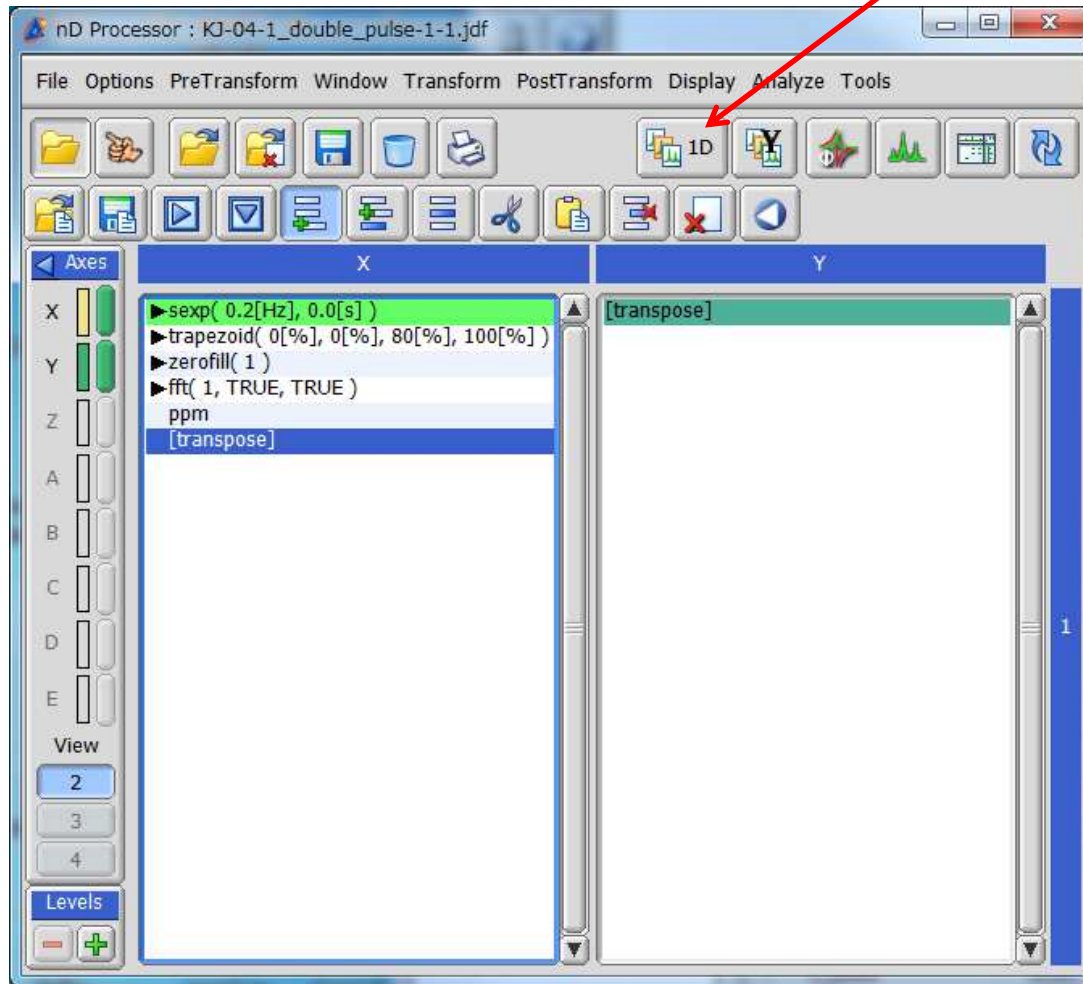 nD Processor : KJ-04-1_double_pulse-1-1.jdf
File Options PreTransform Window Transform PostTransform Display Analyze Tools
1D
Y
Axes
X
Y
X
▶sexp( 0.2[Hz], 0.0[s] )
▶trapezoid( 0[%], 0[%], 80[%], 100[%] )
▶zerofill( 1 )
▶fft( 1, TRUE, TRUE )
ppm
[transpose]
[transpose]
X
Y
Z
A
B
C
D
E
1
View
2
3
4
Levels